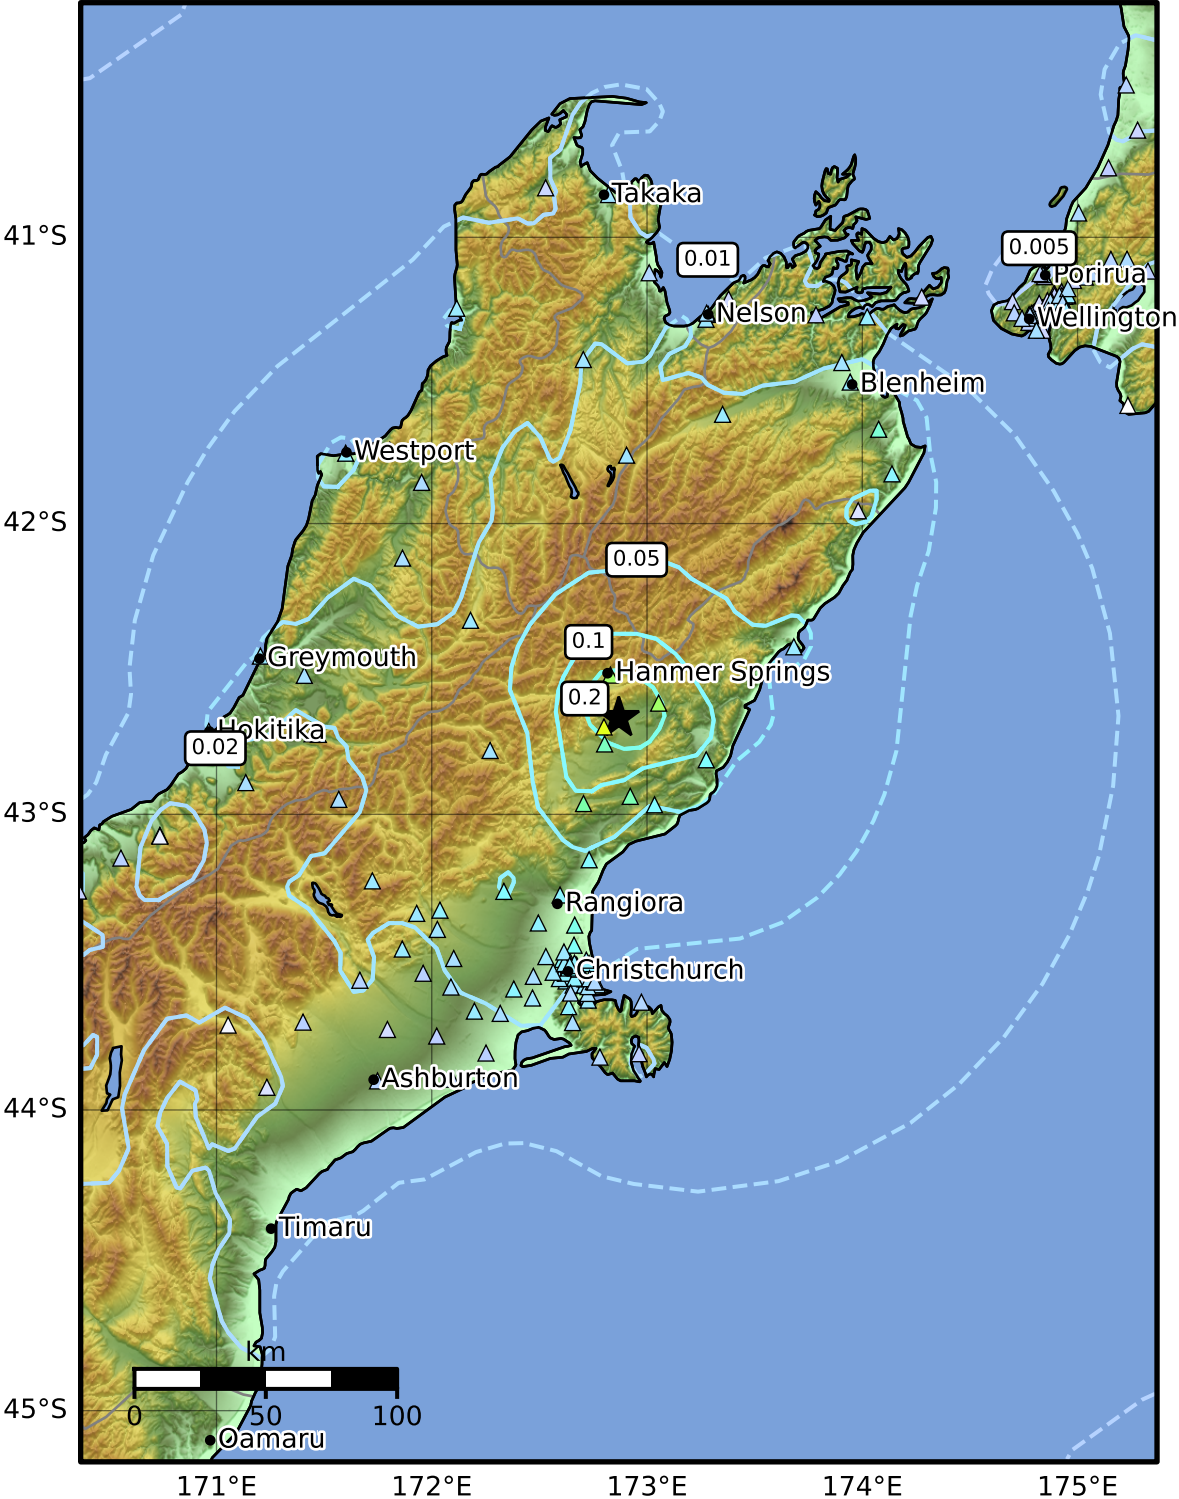 Takaka
41°S
0.005
0.01
Porirua
Nelson
Wellington
Blenheim
Westport
42°S
0.05
0.1
Greymouth
Hanmer Springs
0.2
Hokitika
0.02
43°S
Rangiora
Christchurch
Ashburton
44°S
Timaru
km
0 50 100
45°S
Oamaru
171°E 172°E 173°E 174°E 175°E